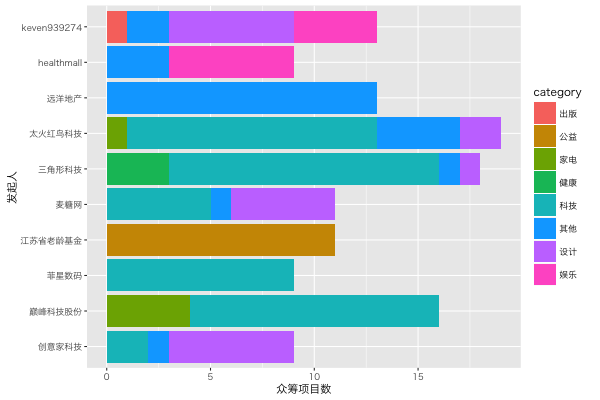 keven939274
healthmall
远洋地产
太火红鸟科技
三角形科技
麦糖网
江苏省老龄基金
菲星数码
巅峰科技股份
创意家科技
发起人
0 5 10 15
众筹项目数
category
出版
公益
家电
健康
科技
其他
设计
娱乐